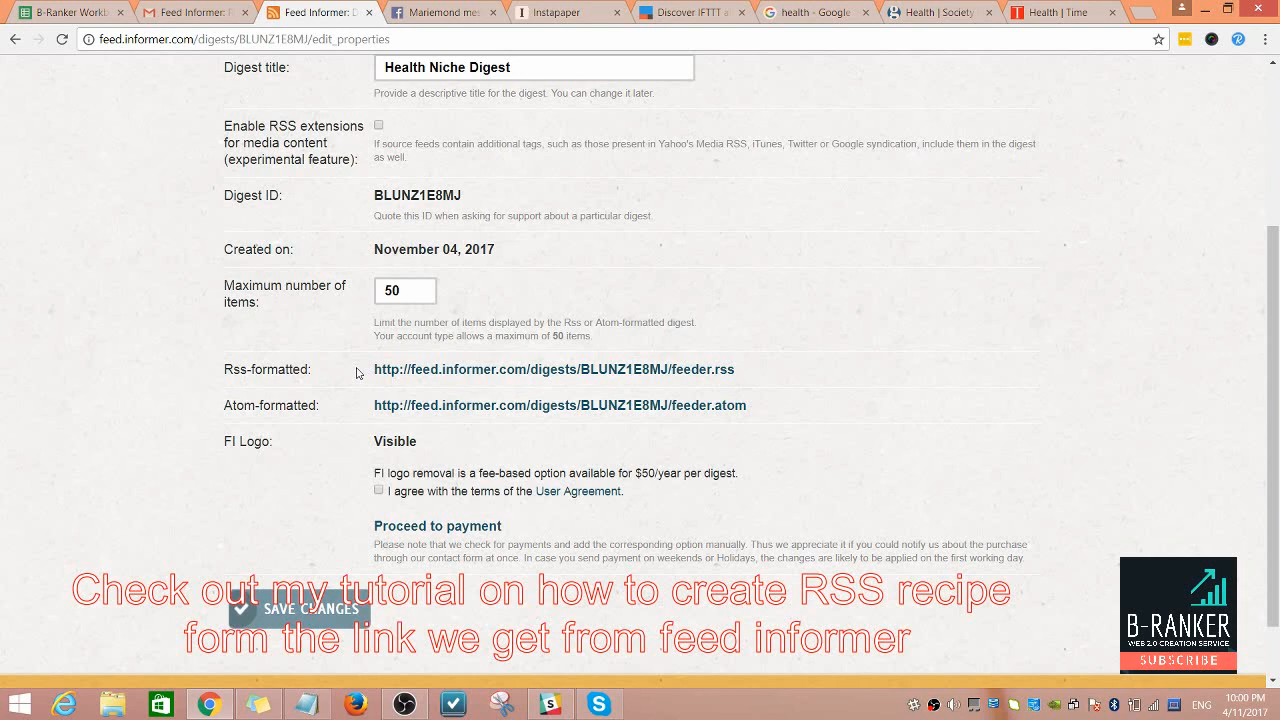 B-Ranker Workb
Feed Informer: P
Feed Informer: D
Mariemond mes
Instapaper
Discover IFTTT a
health - Google
Health | Society
Health | Time
feed.informer.com/digests/BLUNZ1E8MJ/edit_properties
Digest title:
Health Niche Digest
Provide a descriptive title for the digest. You can change it later.
Enable RSS extensions
for media content
(experimental feature):
If source feeds contain additional tags, such as those present in Yahoo's Media RSS, iTunes, Twitter or Google syndication, include them in the digest
as well.
Digest ID:
BLUNZ1E8MJ
Quote this ID when asking for support about a particular digest.
Created on:
November 04, 2017
Maximum number of
items:
50
Limit the number of items displayed by the Rss or Atom-formatted digest.
Your account type allows a maximum of 50 items.
Rss-formatted:
http://feed.informer.com/digests/BLUNZ1E8MJ/feeder.rss
Atom-formatted:
http://feed.informer.com/digests/BLUNZ1E8MJ/feeder.atom
FI Logo:
Visible
FI logo removal is a fee-based option available for $50/year per digest.
I agree with the terms of the User Agreement.
Proceed to payment
Please note that we check for payments and add the corresponding option manually. Thus we appreciate it if you could notify us about the purchase
through our contact form at once. In case you send payment on weekends or Holidays, the changes are likely to be applied on the first working day.
Check out my tutorial on how to create RSS recipe
SAVE CHANGES
form the link we get from feed informer
B-RANKER
WEB 2.0 CREATION SERVICE
SUBSCRIBE
ENG
10:00 PM
4/11/2017